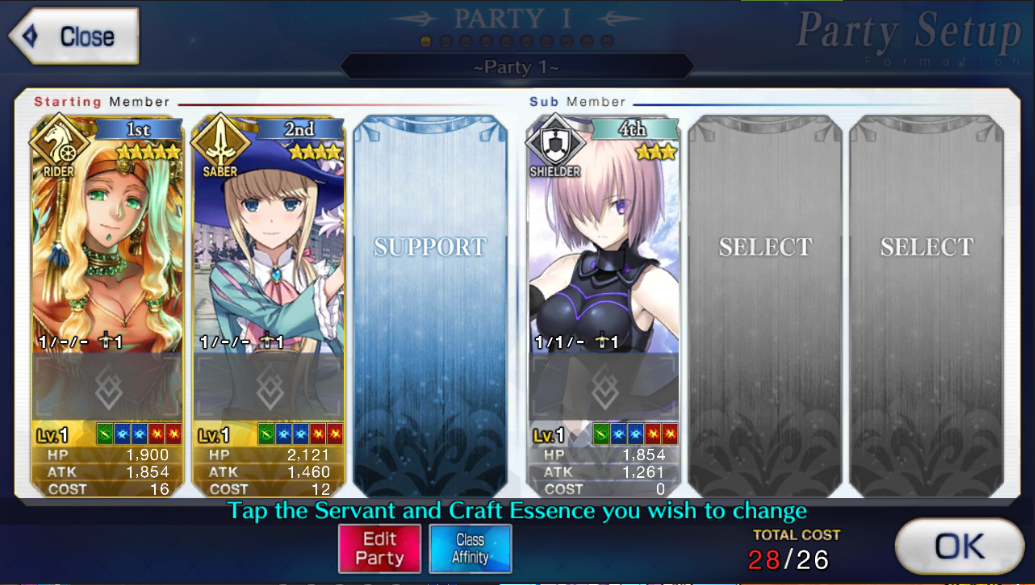 Close
PARTY I
Party Setup
Formation
~Party 1~
Starting Member
Sub Member
1st
RIDER
2nd
SABER
SUPPORT
4th
SHIELDER
SELECT
SELECT
1/-/- 1
1/-/- 1
1/1/- 1
Lv.1
HP 1,900
ATK 1,854
COST 16
Lv.1
HP 2,121
ATK 1,460
COST 12
Lv.1
HP 1,854
ATK 1,261
COST 0
Tap the Servant and Craft Essence you wish to change
Edit
Party
Class
Affinity
TOTAL COST
28/26
OK